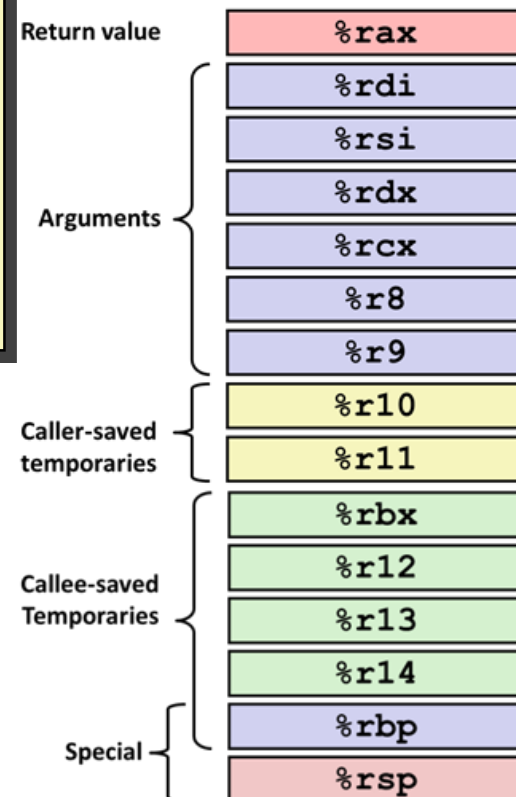 Return value
%rax
%rdi
%rsi
%rdx
Arguments
%rcx
%r8
%r9
%r10
Caller-saved
temporaries
%r11
%rbx
%r12
Callee-saved
Temporaries
%r13
%r14
%rbp
Special
%rsp